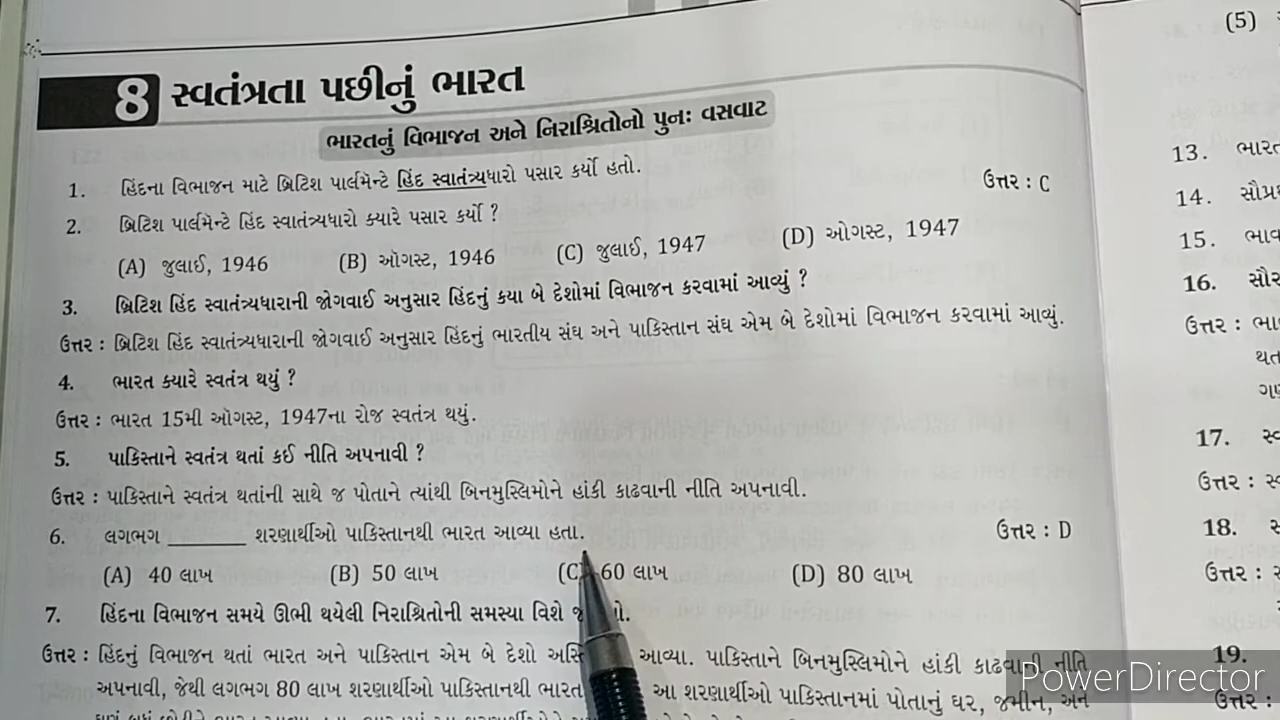 8 સ્વતંત્રતા પછીનું ભારત
ભારતનું વિભાજન અને નિરાશ્રિતોનો પુનઃ વસવાટ
1. હિંદના વિભાજન માટે બ્રિટિશ પાર્લમેન્ટે હિંદ સ્વાતંત્ર્યધારો પસાર કર્યો હતો.
2. બ્રિટિશ પાર્લમેન્ટે હિંદ સ્વાતંત્ર્યધારો ક્યારે પસાર કર્યો ? ઉત્તર : C
(A) જુલાઈ, 1946 (B) ઑગસ્ટ, 1946 (C) જુલાઈ, 1947 (D) ઓગસ્ટ, 1947
3. બ્રિટિશ હિંદ સ્વાતંત્ર્યધારાની જોગવાઈ અનુસાર હિંદનું કયા બે દેશોમાં વિભાજન કરવામાં આવ્યું ?
ઉત્તર : બ્રિટિશ હિંદ સ્વાતંત્ર્યધારાની જોગવાઈ અનુસાર હિંદનું ભારતીય સંઘ અને પાકિસ્તાન સંઘ એમ બે દેશોમાં વિભાજન કરવામાં આવ્યું.
4. ભારત ક્યારે સ્વતંત્ર થયું ?
ઉત્તર : ભારત 15મી ઑગસ્ટ, 1947ના રોજ સ્વતંત્ર થયું.
5. પાકિસ્તાને સ્વતંત્ર થતાં કઈ નીતિ અપનાવી ?
ઉત્તર : પાકિસ્તાને સ્વતંત્ર થતાંની સાથે જ પોતાને ત્યાંથી બિનમુસ્લિમોને હાંકી કાઢવાની નીતિ અપનાવી.
6. લગભગ ________ શરણાર્થીઓ પાકિસ્તાનથી ભારત આવ્યા હતા. ઉત્તર : D
(A) 40 લાખ (B) 50 લાખ (C) 60 લાખ (D) 80 લાખ
7. હિંદના વિભાજન સમયે ઊભી થયેલી નિરાશ્રિતોની સમસ્યા વિશે
ઉત્તર : હિંદનું વિભાજન થતાં ભારત અને પાકિસ્તાન એમ બે દેશો આવ્યા. પાકિસ્તાને બિનમુસ્લિમોને હાંકી કાઢવાની નીતિ
અપનાવી, જેથી લગભગ 80 લાખ શરણાર્થીઓ પાકિસ્તાનથી ભારત આ શરણાર્થીઓ પાકિસ્તાનમાં પોતાનું ઘર, જમીન, અને
(5)
13.
14.
15.
16.
ઉત્તર :
17.
ઉત્તર :
18.
ઉત્તર :
19.
ઉત્તર :
PowerDirector